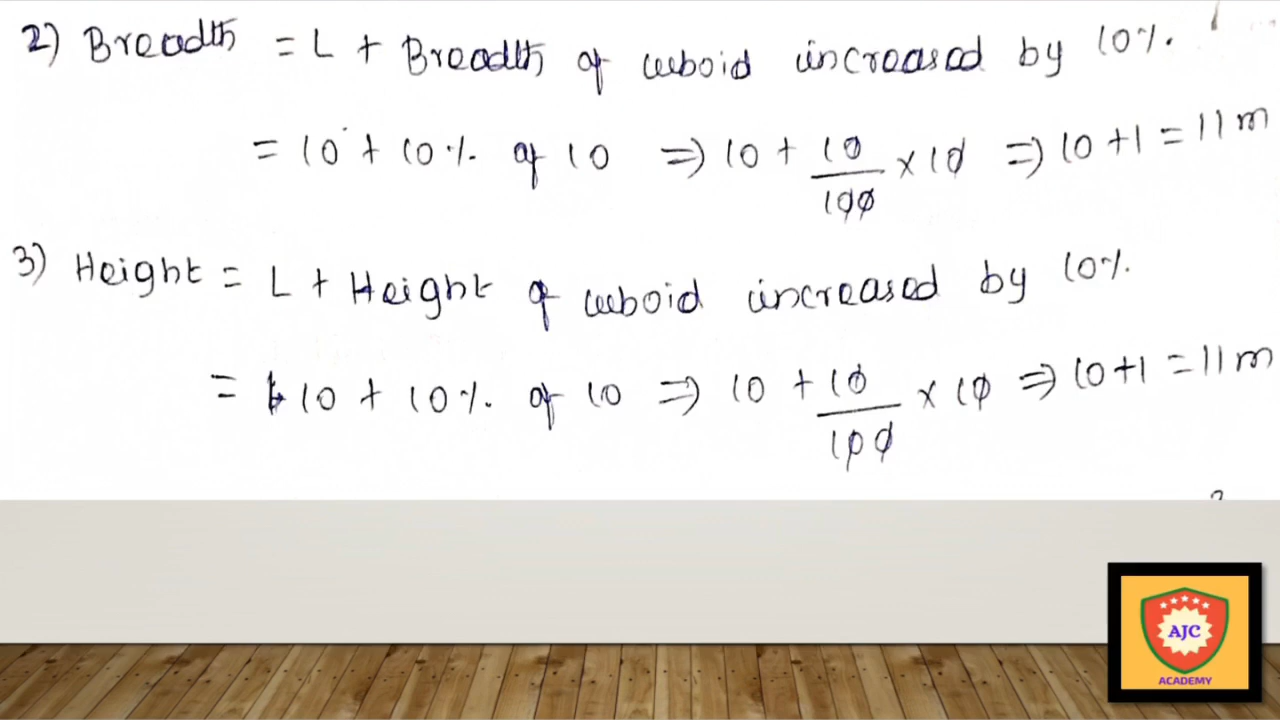 2) Breadth = L + Breadth of cuboid increased by 10%.
= 10 + 10%. of 10 ⇒ 10 + 10/100 × 10 ⇒ 10 + 1 = 11 m
3) Height = L + Height of cuboid increased by 10%.
= 10 + 10%. of 10 ⇒ 10 + 10/100 × 10 ⇒ 10 + 1 = 11 m
AJC
ACADEMY